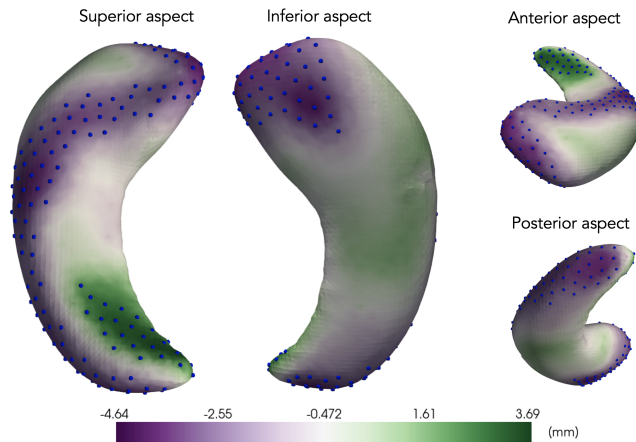 Superior aspect
Inferior aspect
Anterior aspect
Posterior aspect
-4.64 -2.55 -0.472 1.61 3.69
(mm)